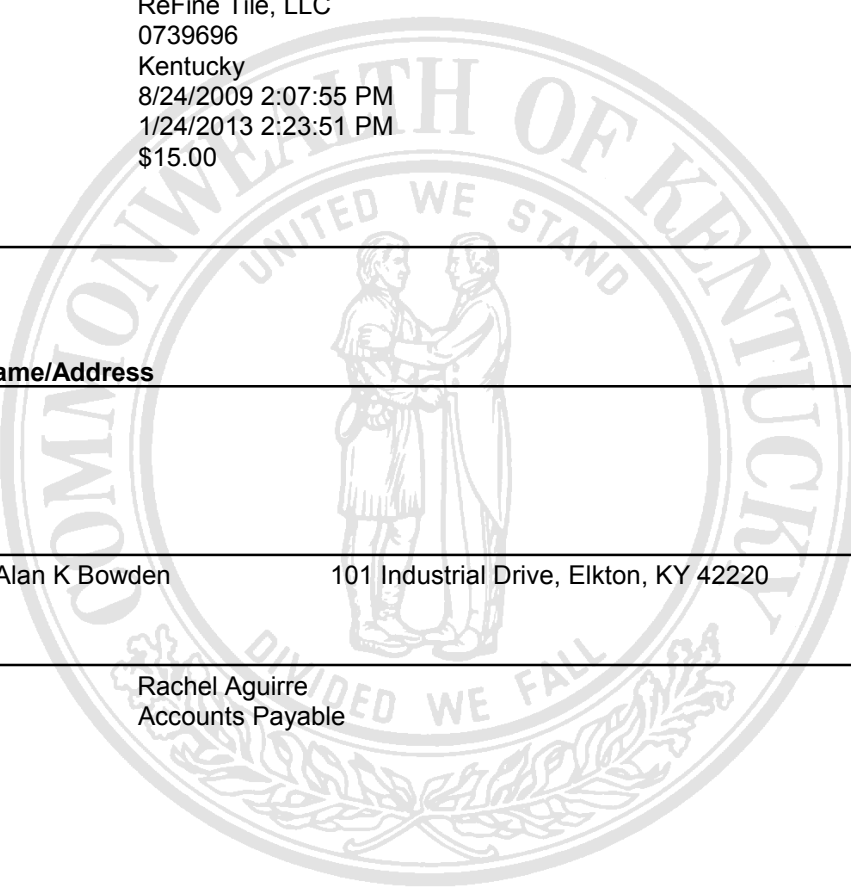 ReFine Tile, LLC
0739696
Kentucky
8/24/2009 2:07:55 PM
1/24/2013 2:23:51 PM
$15.00
ame/Address
Alan K Bowden 101 Industrial Drive, Elkton, KY 42220
Rachel Aguirre
Accounts Payable
COMMONWEALTH OF KENTUCKY
UNITED WE STAND
DIVIDED WE FALL